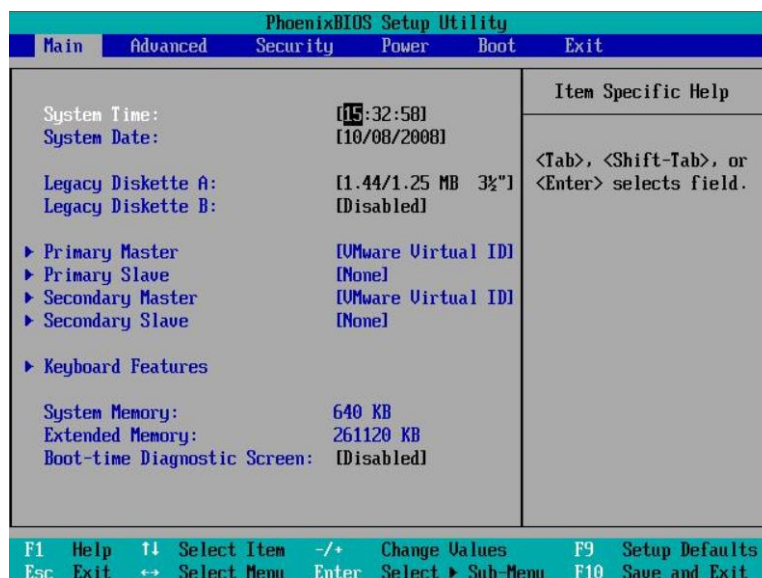 PhoenixBIOS Setup Utility
Main Advanced Security Power Boot Exit
Item Specific Help
System Time: [15:32:58]
System Date: [10/08/2008]
<Tab>, <Shift-Tab>, or
<Enter> selects field.
Legacy Diskette A: [1.44/1.25 MB 3½"]
Legacy Diskette B: [Disabled]
▶ Primary Master [VMware Virtual ID]
▶ Primary Slave [None]
▶ Secondary Master [VMware Virtual ID]
▶ Secondary Slave [None]
▶ Keyboard Features
System Memory: 640 KB
Extended Memory: 261120 KB
Boot-time Diagnostic Screen: [Disabled]
F1 Help ↑↓ Select Item -/+ Change Values F9 Setup Defaults
Esc Exit ↔ Select Menu Enter Select ▶ Sub-Menu F10 Save and Exit